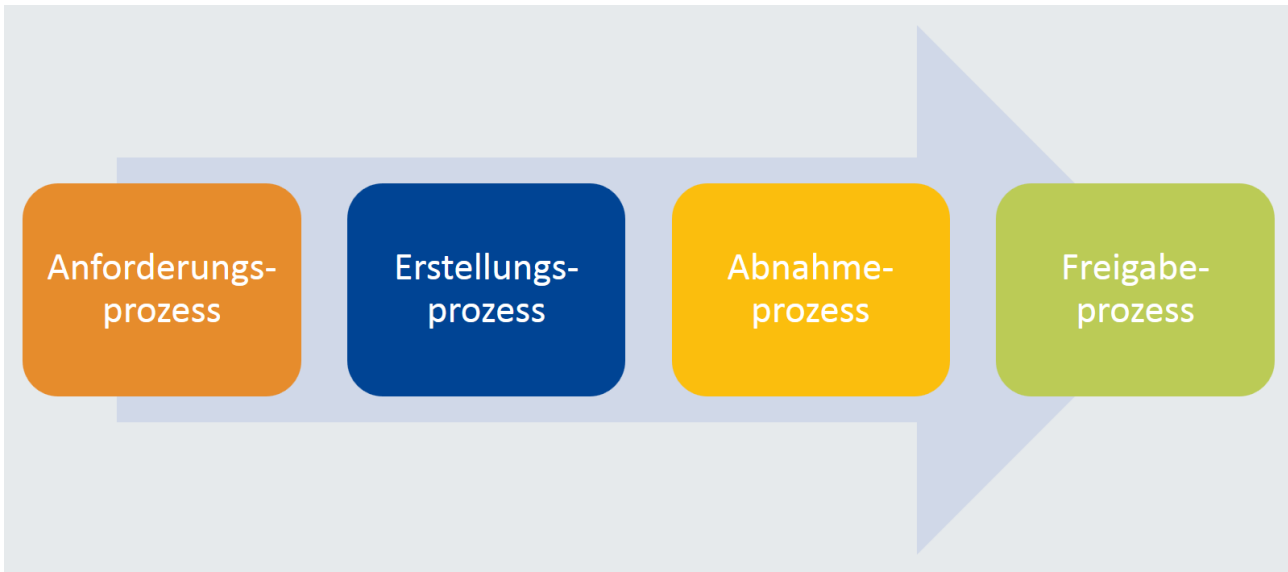 Anforderungs-
prozess
Erstellungs-
prozess
Abnahme-
prozess
Freigabe-
prozess